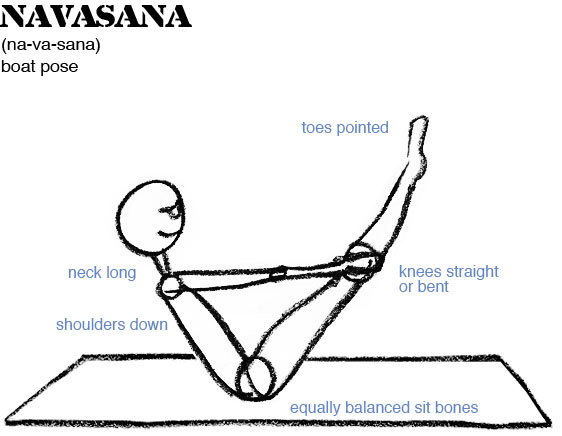 NAVASANA
(na-va-sana)
boat pose
toes pointed
neck long
knees straight
or bent
shoulders down
equally balanced sit bones